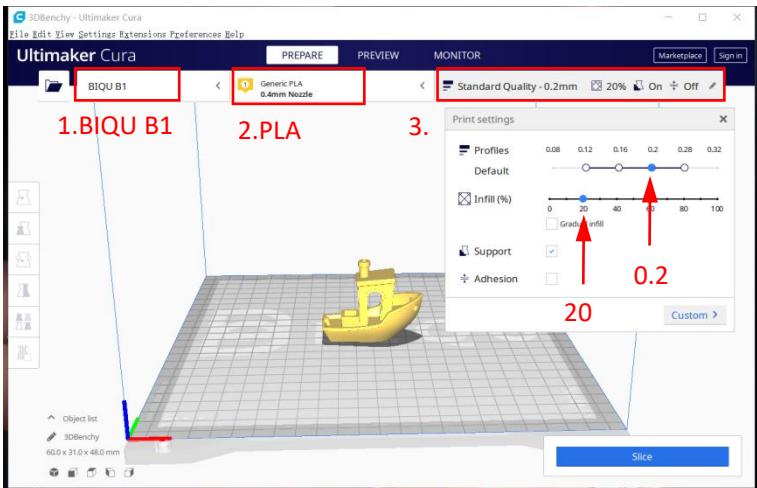 3DBenchy - Ultimaker Cura
File Edit View Settings Extensions Preferences Help
Ultimaker Cura PREPARE PREVIEW MONITOR Marketplace Sign in
BIQU B1 < 1 Generic PLA 0.4mm Nozzle < Standard Quality - 0.2mm 20% On Off
1.BIQU B1 2.PLA 3.
Print settings
Profiles 0.08 0.12 0.16 0.2 0.28 0.32
Default
Infill (%)
0 20 40 60 80 100
Gradual infill
Support
Adhesion
0.2
20
Custom >
Object list
3DBenchy
60.0 x 31.0 x 48.0 mm
Slice